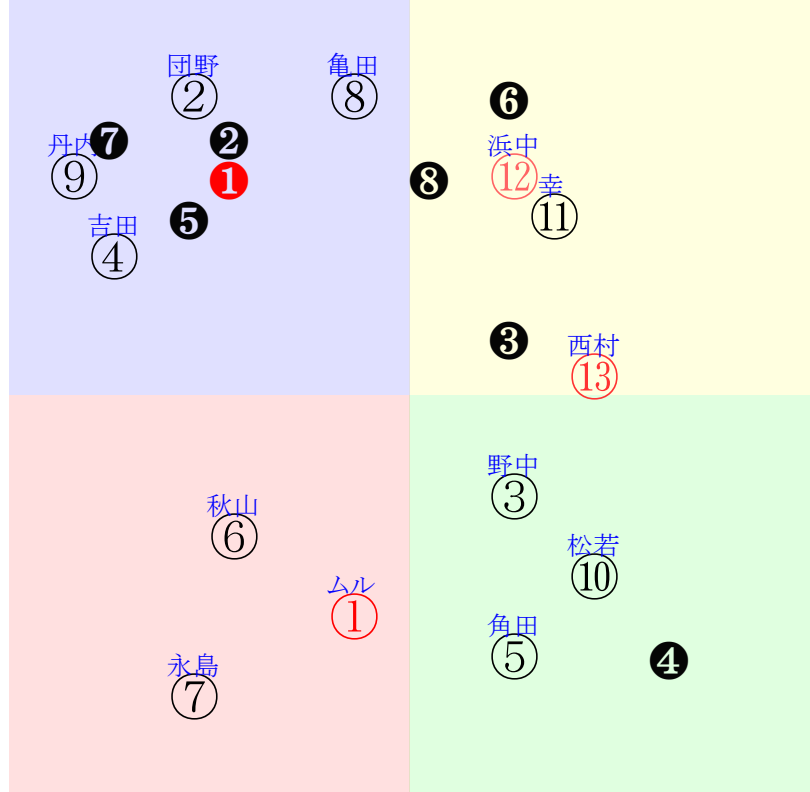 団野
②
亀田
⑧
❻
❼
❷
丹内
⑨
❶
❽
浜中
⑫
幸
⑪
❺
吉田
④
❸
西村
⑬
野中
③
秋山
⑥
松若
⑩
ムル
①
角田
⑤
❹
永島
⑦